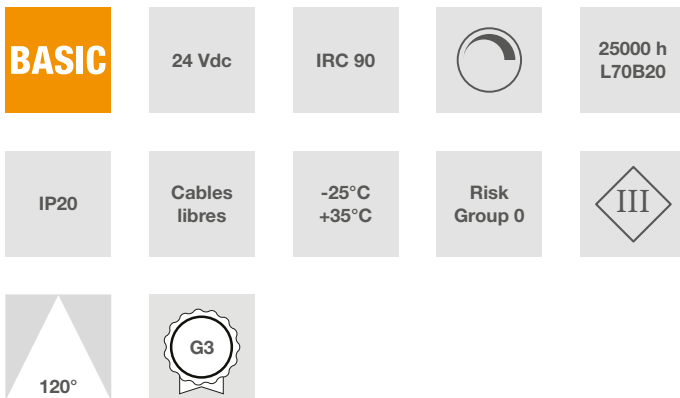 BASIC
24 Vdc
IRC 90
25000 h
L70B20
IP20
Cables
libres
-25°C
+35°C
Risk
Group 0
III
120°
G3